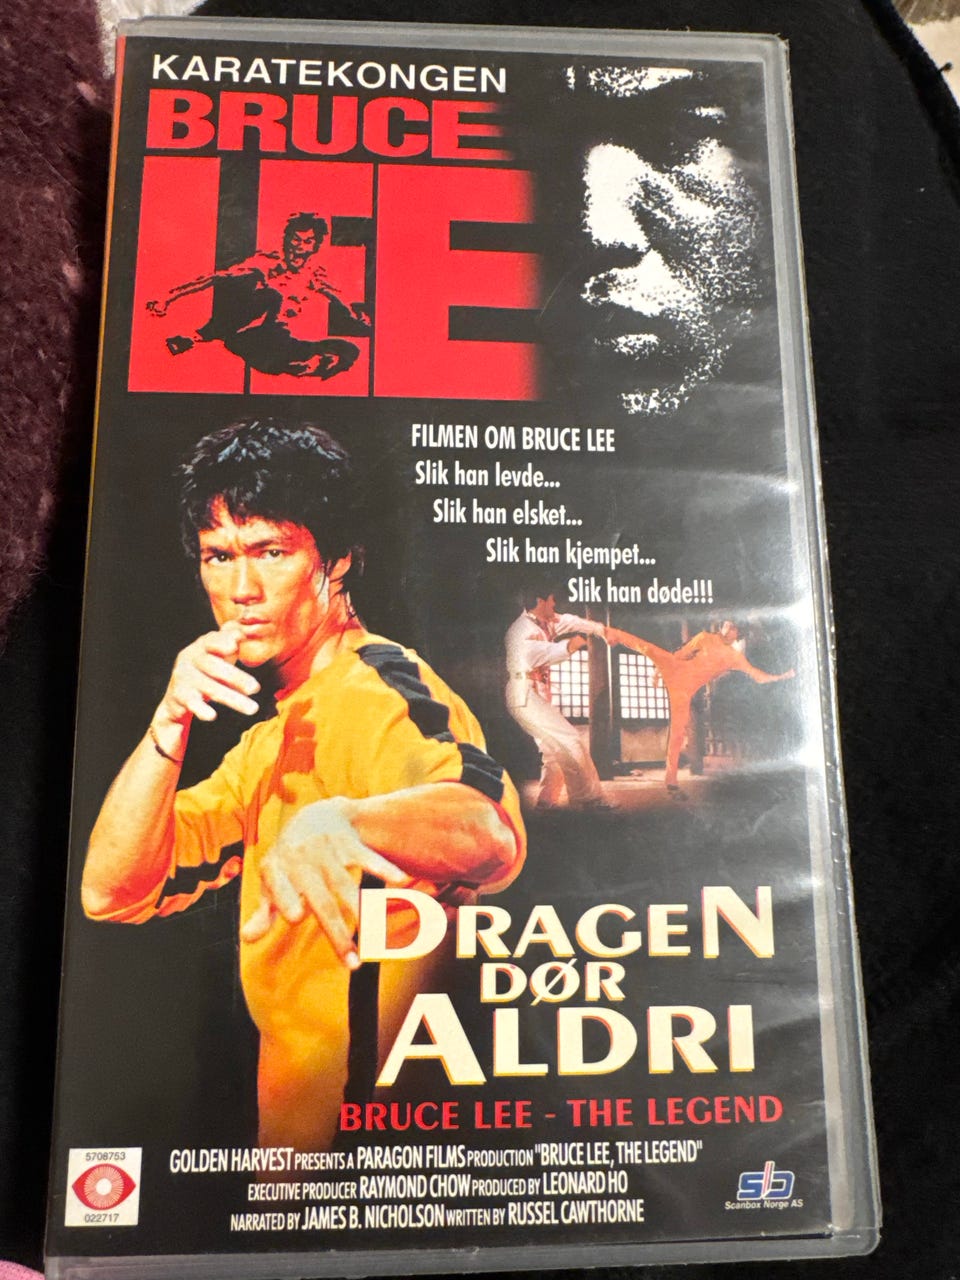 KARATEKONGEN
BRUCE
LEE
FILMEN OM BRUCE LEE
Slik han levde...
Slik han elsket...
Slik han kjempet...
Slik han døde!!!
DRAGEN
DØR
ALDRI
BRUCE LEE - THE LEGEND
GOLDEN HARVEST PRESENTS A PARAGON FILMS PRODUCTION "BRUCE LEE, THE LEGEND"
EXECUTIVE PRODUCER RAYMOND CHOW PRODUCED BY LEONARD HO
NARRATED BY JAMES B. NICHOLSON WRITTEN BY RUSSEL CAWTHORNE
5708753
022717
sb
Scanbox Norge AS